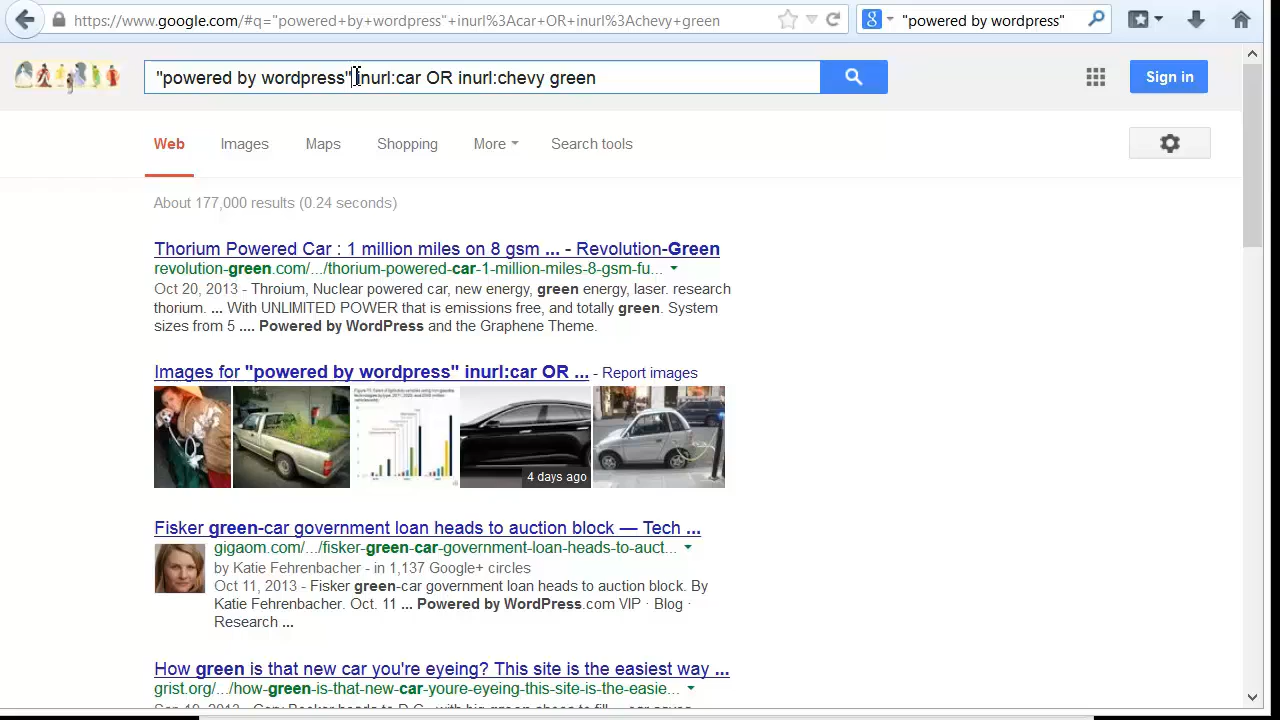 https://www.google.com/#q="powered+by+wordpress"+inurl%3Acar+OR+inurl%3Achevy+green
"powered by wordpress"
"powered by wordpress" inurl:car OR inurl:chevy green
Sign in
Web Images Maps Shopping More Search tools
About 177,000 results (0.24 seconds)
Thorium Powered Car : 1 million miles on 8 gsm ... - Revolution-Green
revolution-green.com/.../thorium-powered-car-1-million-miles-8-gsm-fu...
Oct 20, 2013 - Throium, Nuclear powered car, new energy, green energy, laser. research
thorium. ... With UNLIMITED POWER that is emissions free, and totally green. System
sizes from 5 .... Powered by WordPress and the Graphene Theme.
Images for "powered by wordpress" inurl:car OR ... - Report images
4 days ago
Fisker green-car government loan heads to auction block — Tech ...
gigaom.com/.../fisker-green-car-government-loan-heads-to-auct...
by Katie Fehrenbacher - in 1,137 Google+ circles
Oct 11, 2013 - Fisker green-car government loan heads to auction block. By
Katie Fehrenbacher. Oct. 11 ... Powered by WordPress.com VIP · Blog ·
Research ...
How green is that new car you're eyeing? This site is the easiest way ...
grist.org/.../how-green-is-that-new-car-youre-eyeing-this-site-is-the-easie...